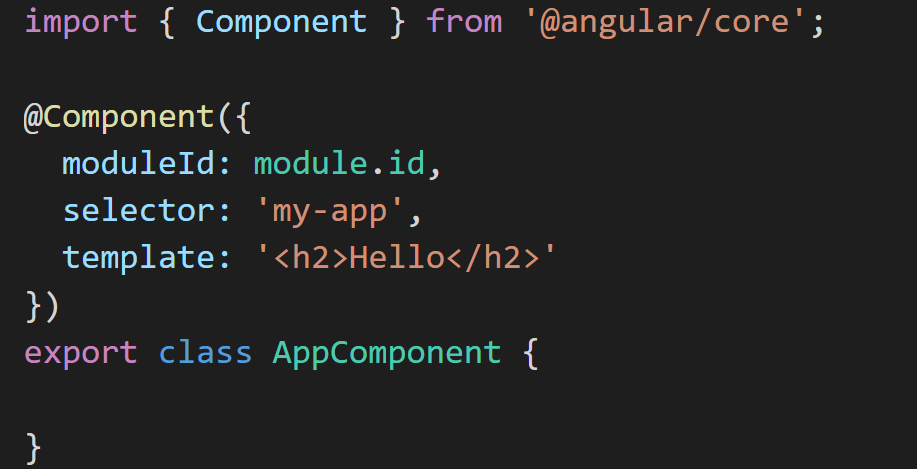 import { Component } from '@angular/core';
@Component({
  moduleId: module.id,
  selector: 'my-app',
  template: '<h2>Hello</h2>'
})
export class AppComponent {
}